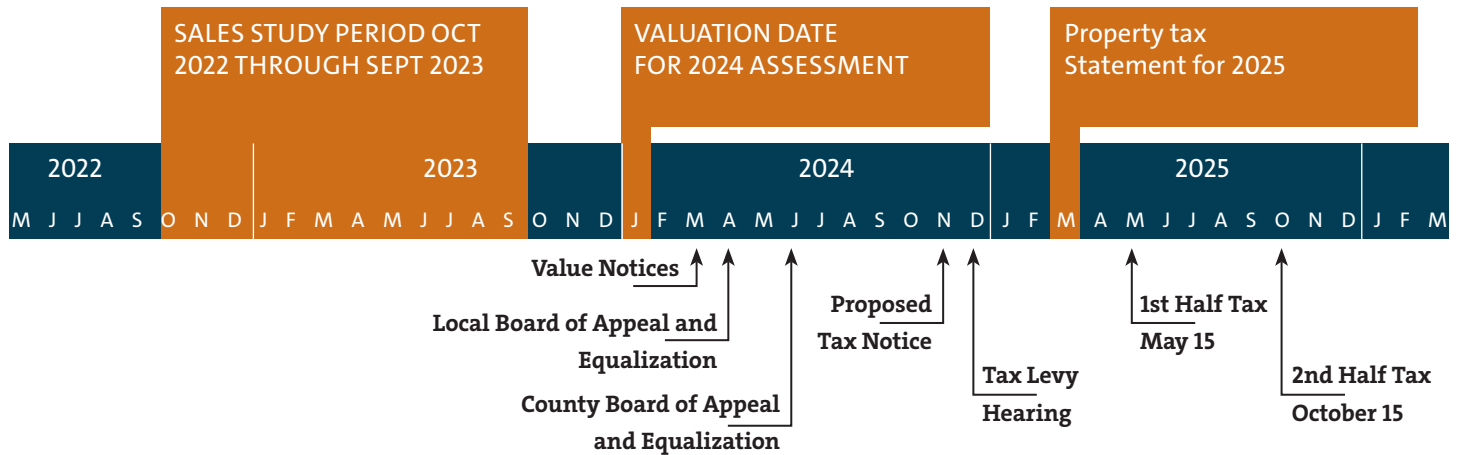 SALES STUDY PERIOD OCT
2022 THROUGH SEPT 2023
VALUATION DATE
FOR 2024 ASSESSMENT
Property tax
Statement for 2025
2022 2023 2024 2025
M J J A S O N D J F M A M J J A S O N D J F M A M J J A S O N D J F M A M J J A S O N D J F M
Value Notices
Local Board of Appeal and
Equalization
County Board of Appeal
and Equalization
Proposed
Tax Notice
Tax Levy
Hearing
1st Half Tax
May 15
2nd Half Tax
October 15